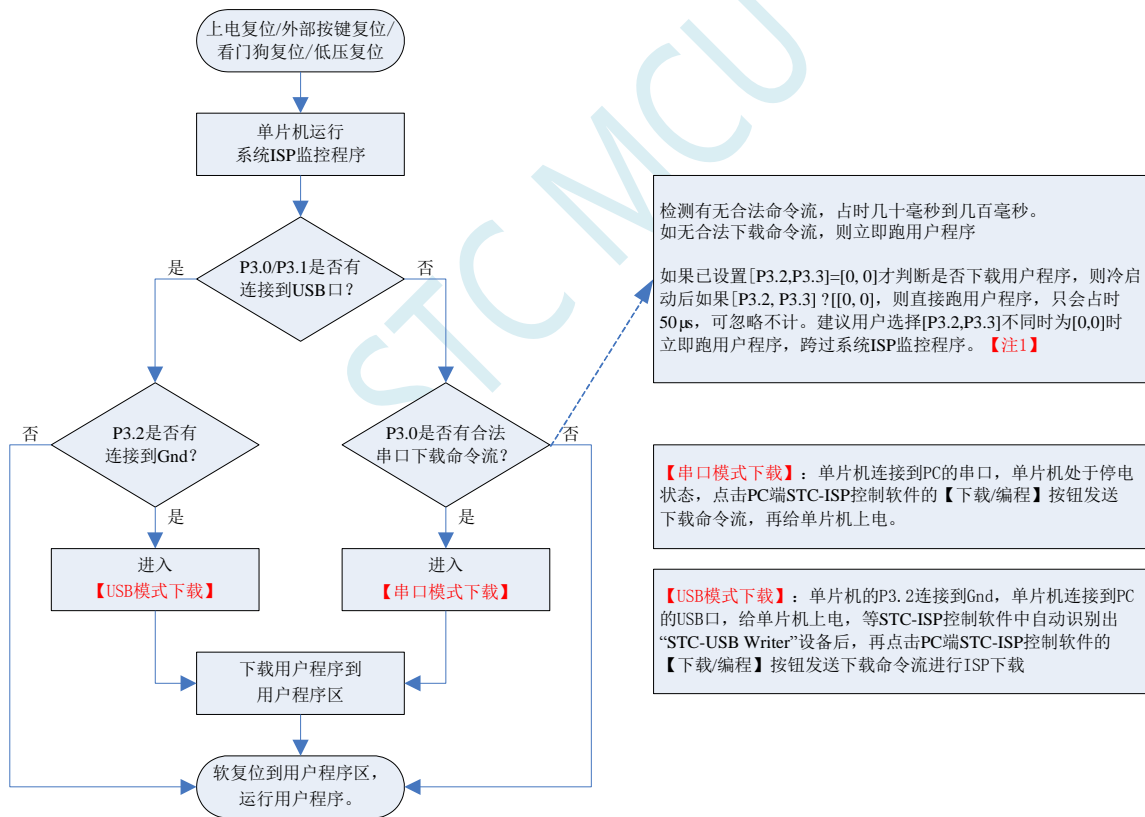 上电复位/外部按键复位/
看门狗复位/低压复位
单片机运行
系统ISP监控程序
P3.0/P3.1是否有
连接到USB口?
是
否
P3.2是否有
连接到Gnd?
否
是
P3.0是否有合法
串口下载命令流?
否
是
进入
【USB模式下载】
进入
【串口模式下载】
下载用户程序到
用户程序区
软复位到用户程序区,
运行用户程序。
检测有无合法命令流,占时几十毫秒到几百毫秒。
如无合法下载命令流,则立即跑用户程序
如果已设置[P3.2,P3.3]=[0, 0]才判断是否下载用户程序,则冷启
动后如果[P3.2, P3.3] ?[[0, 0],则直接跑用户程序,只会占时
50μs,可忽略不计。建议用户选择[P3.2,P3.3]不同时为[0,0]时
立即跑用户程序,跨过系统ISP监控程序。【注1】
【串口模式下载】:单片机连接到PC的串口,单片机处于停电
状态,点击PC端STC-ISP控制软件的【下载/编程】按钮发送
下载命令流,再给单片机上电。
【USB模式下载】:单片机的P3.2连接到Gnd,单片机连接到PC
的USB口,给单片机上电,等STC-ISP控制软件中自动识别出
“STC-USB Writer”设备后,再点击PC端STC-ISP控制软件的
【下载/编程】按钮发送下载命令流进行ISP下载
STC MCU